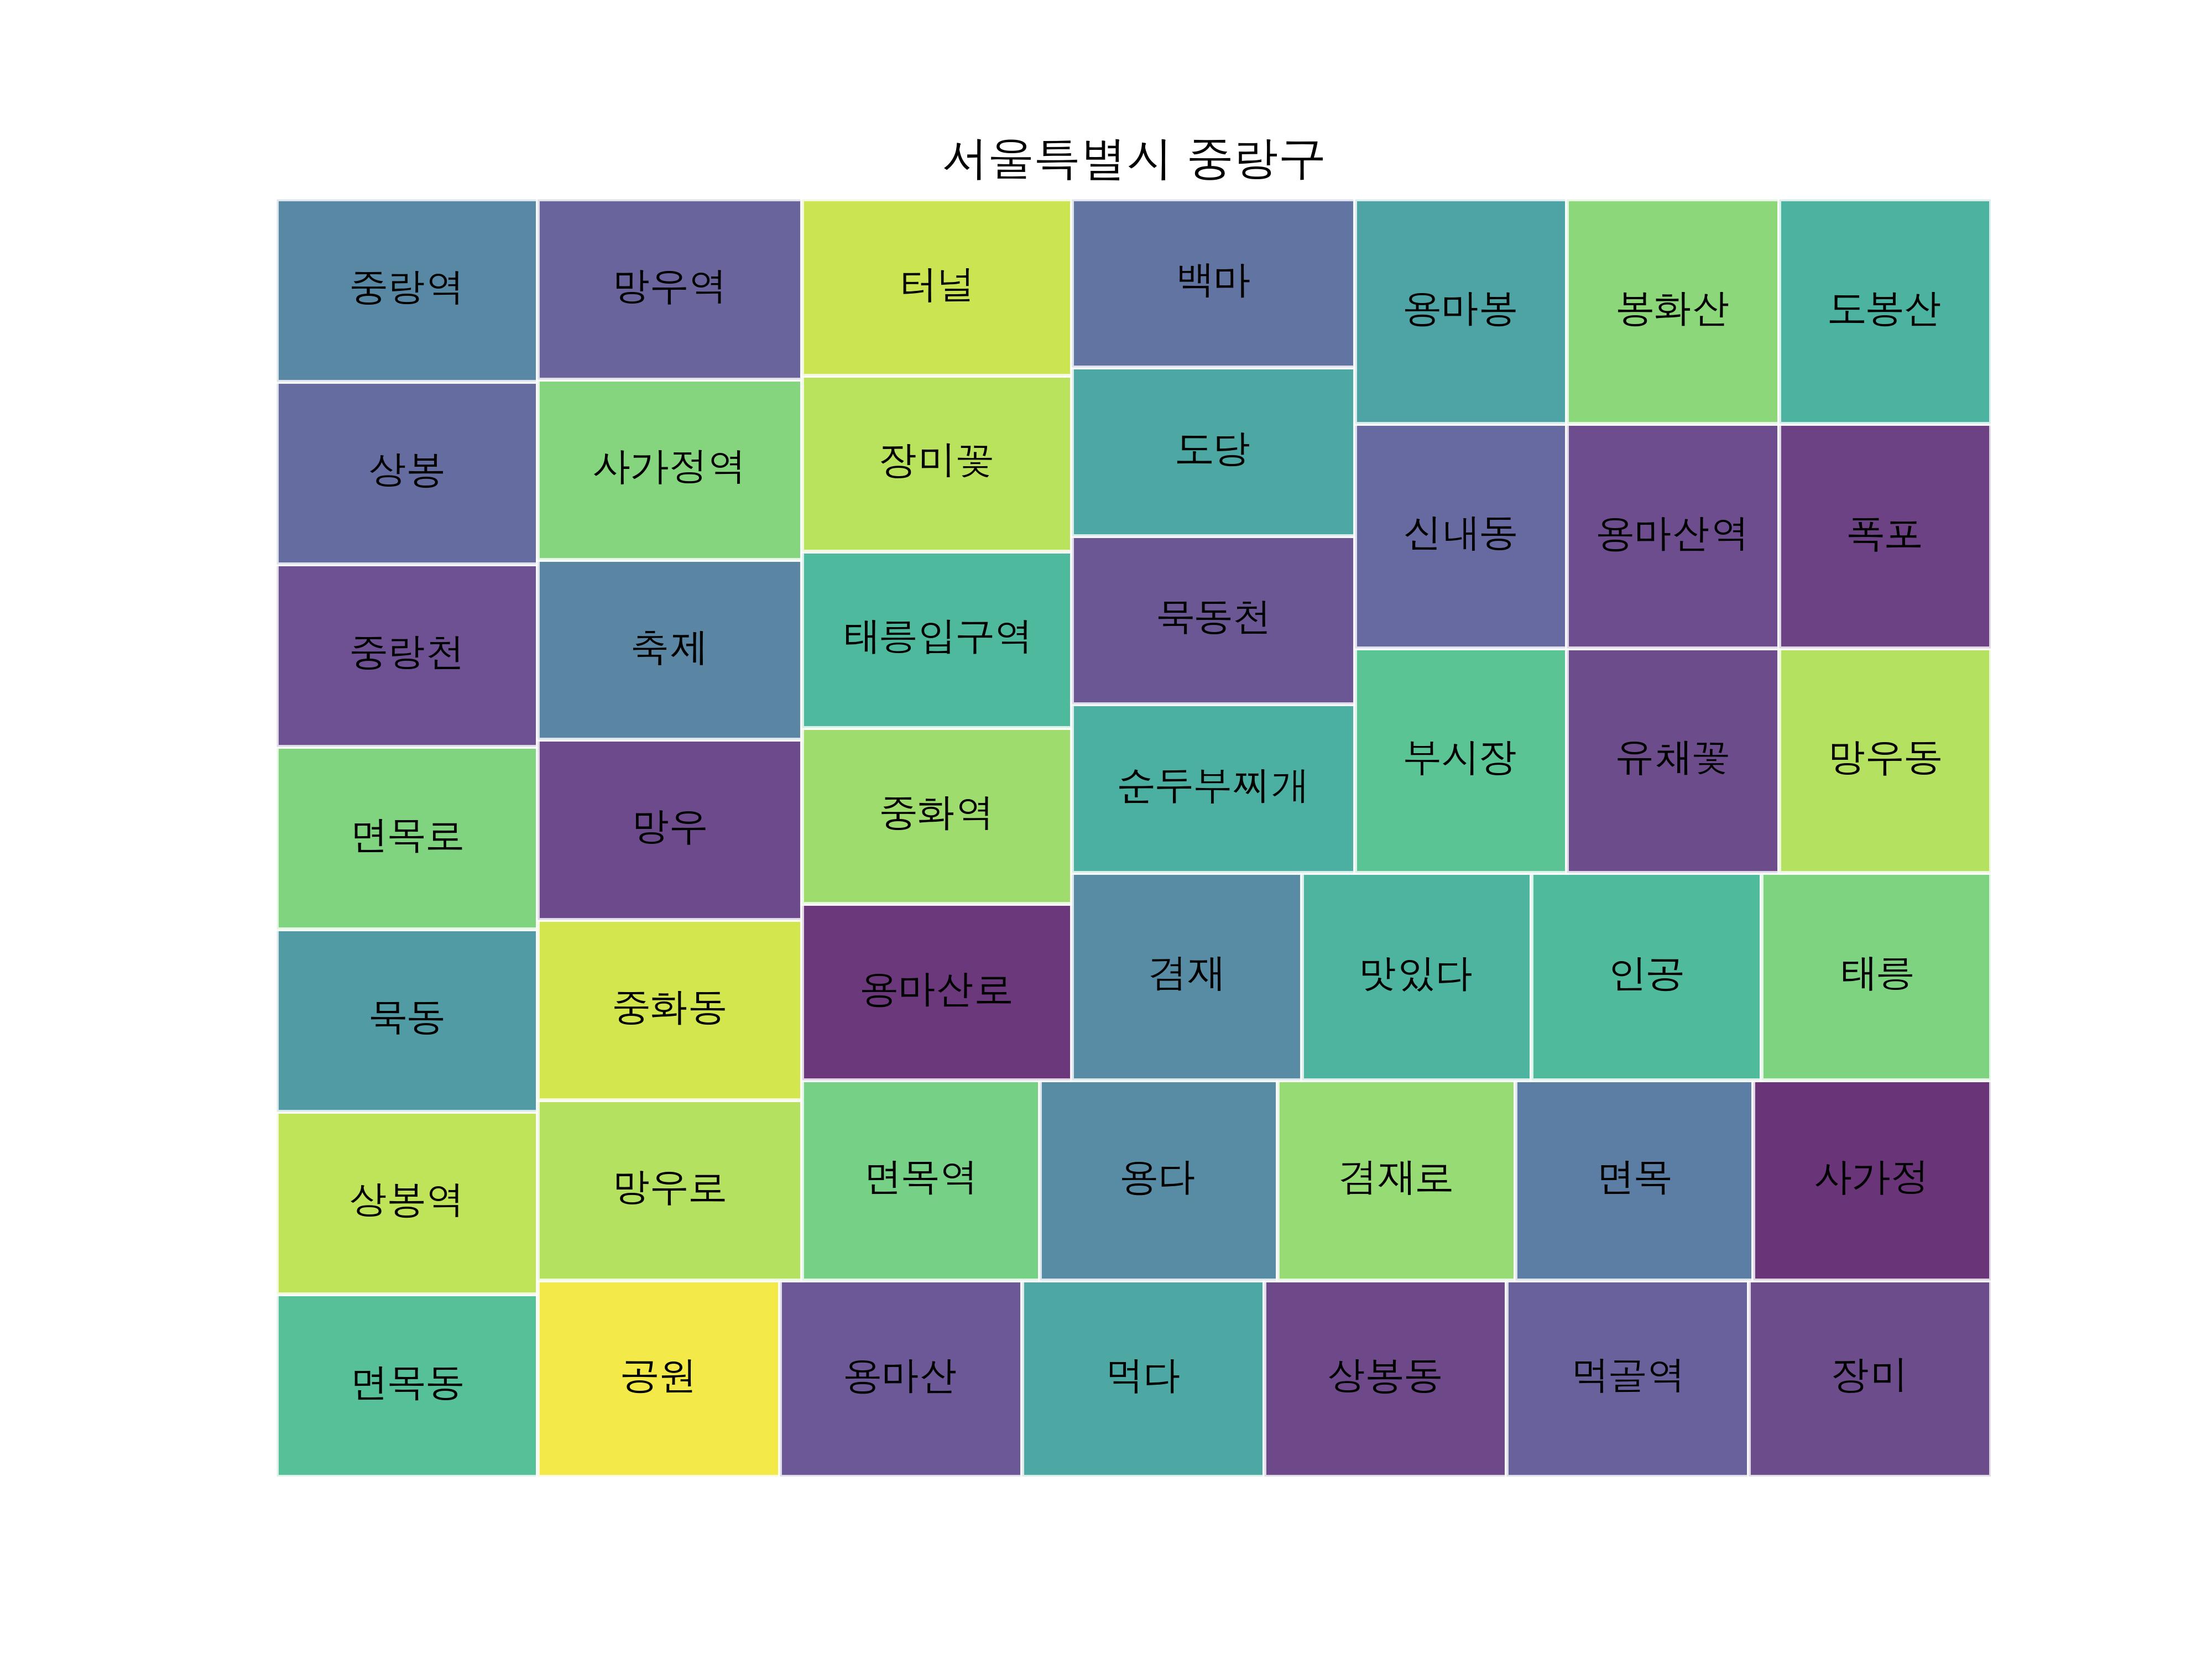 서울특별시 중랑구
중랑역
망우역
터널
백마
용마봉
봉화산
도봉산
상봉
사가정역
장미꽃
도당
신내동
용마산역
폭포
중랑천
축제
태릉입구역
묵동천
부시장
유채꽃
망우동
면목로
망우
중화역
순두부찌개
묵동
중화동
용마산로
겸재
맛있다
인공
태릉
상봉역
망우로
면목역
용다
겸재로
면목
사가정
면목동
공원
용마산
먹다
상봉동
먹골역
장미